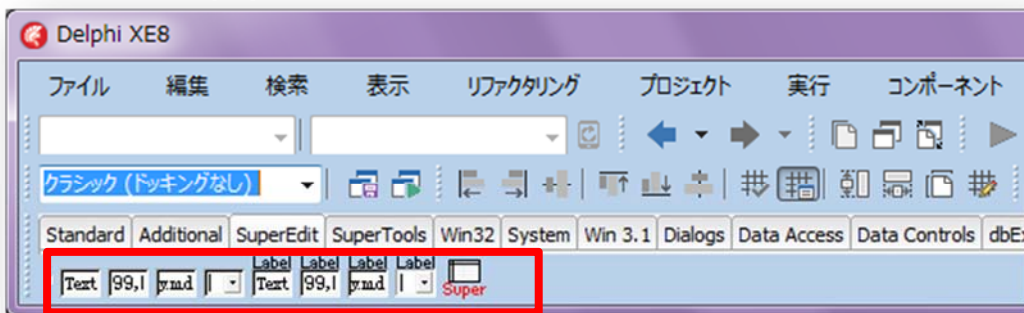 Delphi XE8
ファイル 編集 検索 表示 リファクタリング プロジェクト 実行 コンポーネント
クラシック (ドッキングなし)
Standard Additional SuperEdit SuperTools Win32 System Win 3.1 Dialogs Data Access Data Controls dbEx
Label Label Label Label
Text 99,1 y.m.d Text 99,1 y.m.d Super